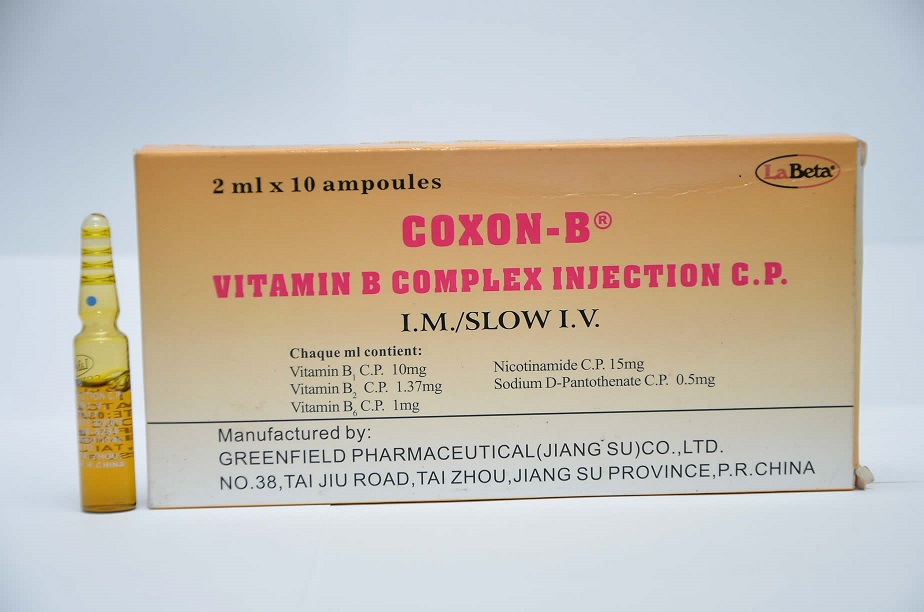 2 ml x 10 ampoules
LaBeta®
COXON-B®
VITAMIN B COMPLEX INJECTION C.P.
I.M./SLOW I.V.
Chaque ml contient:
Vitamin B1 C.P. 10mg
Vitamin B2 C.P. 1.37mg
Vitamin B6 C.P. 1mg
Nicotinamide C.P. 15mg
Sodium D-Pantothenate C.P. 0.5mg
Manufactured by:
GREENFIELD PHARMACEUTICAL(JIANG SU)CO.,LTD.
NO.38,TAI JIU ROAD,TAI ZHOU,JIANG SU PROVINCE,P.R.CHINA
P.R.CHINA